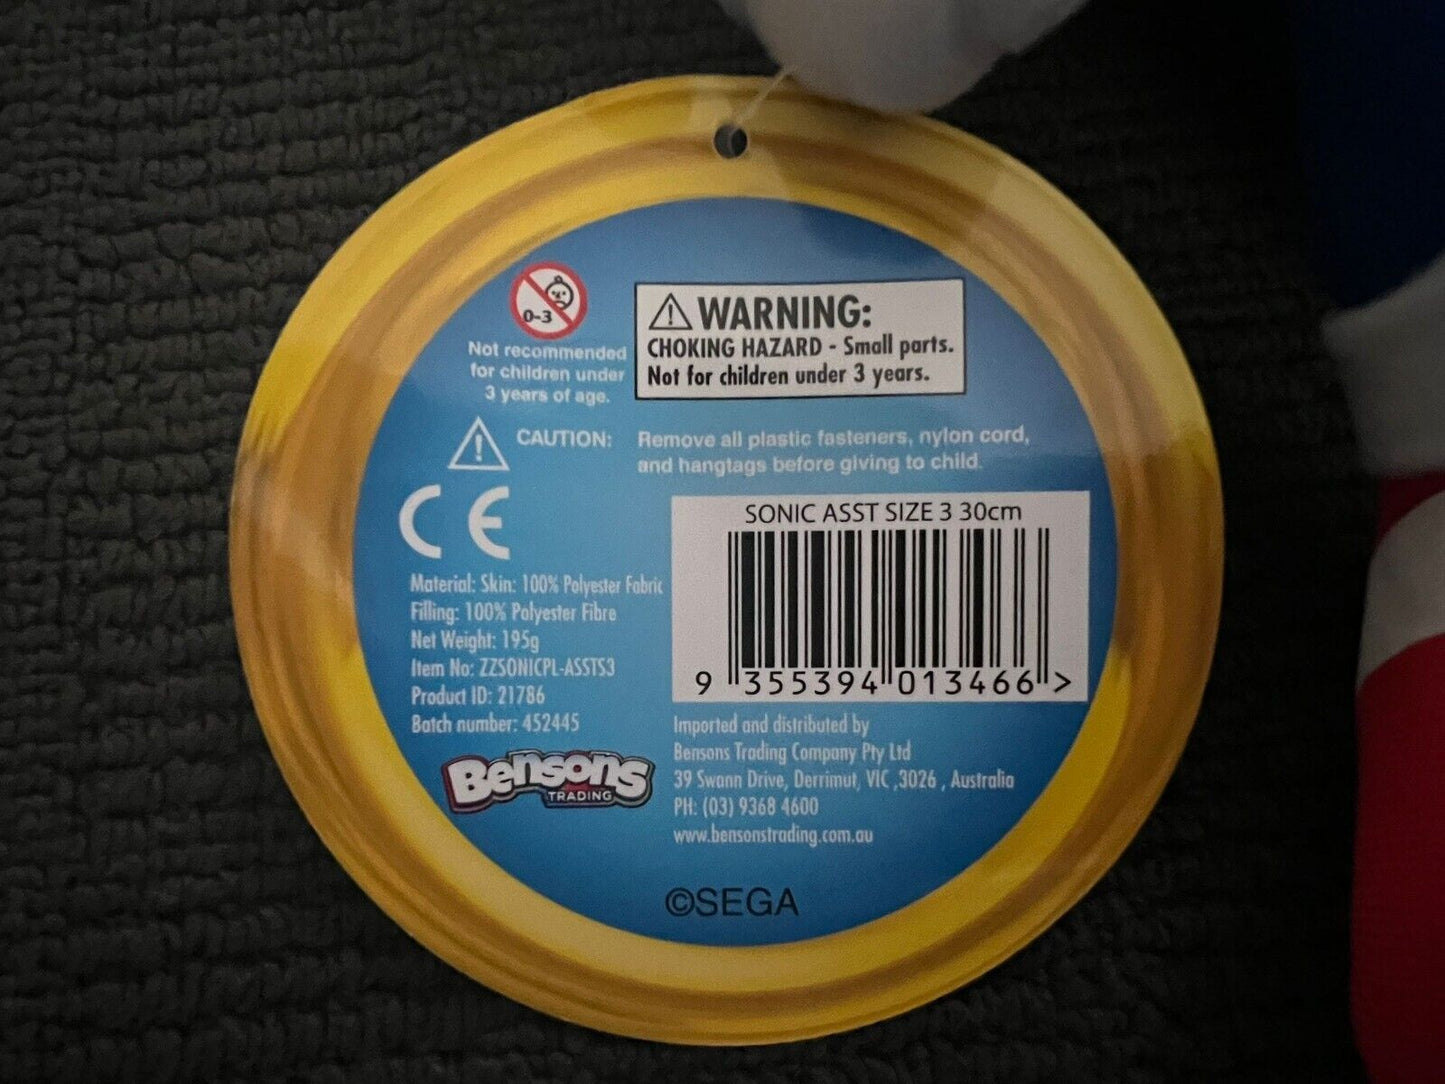 0-3
Not recommended
for children under
3 years of age.
⚠ WARNING:
CHOKING HAZARD - Small parts.
Not for children under 3 years.
CAUTION: Remove all plastic fasteners, nylon cord,
and hangtags before giving to child.
CE
SONIC ASST SIZE 3 30cm
9 355394 013466 >
Material: Skin: 100% Polyester Fabric
Filling: 100% Polyester Fibre
Net Weight: 195g
Item No: ZZSONICPL-ASSTS3
Product ID: 21786
Batch number: 452445
Bensons
TRADING
Imported and distributed by
Bensons Trading Company Pty Ltd
39 Swann Drive, Derrimut, VIC ,3026 , Australia
PH: (03) 9368 4600
www.bensonstrading.com.au
©SEGA